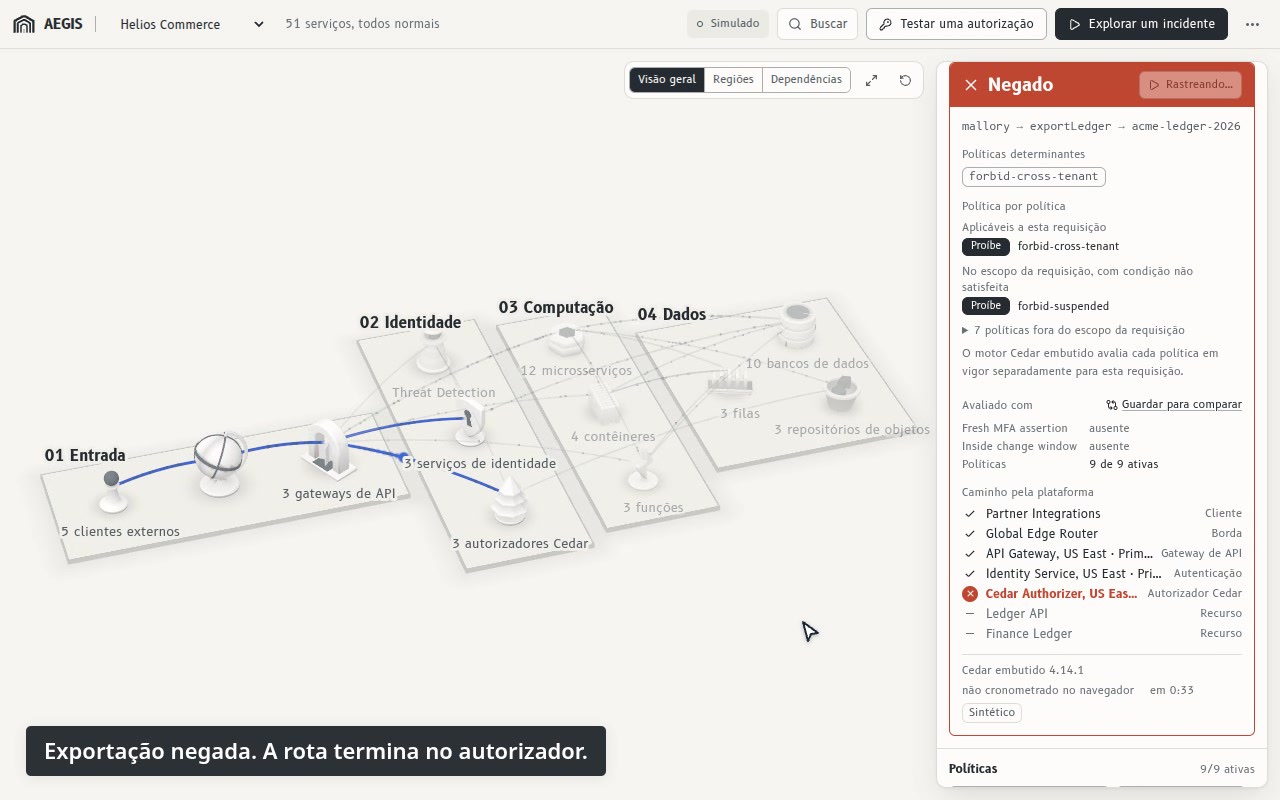 AEGIS
Helios Commerce
51 serviços, todos normais
Simulado
Buscar
Testar uma autorização
Explorar um incidente
Visão geral
Regiões
Dependências
01 Entrada
02 Identidade
03 Computação
04 Dados
Threat Detection
12 microsserviços
10 bancos de dados
3 filas
3 repositórios de objetos
4 contêineres
3 serviços de identidade
3 gateways de API
3 funções
5 clientes externos
3 autorizadores Cedar
Exportação negada. A rota termina no autorizador.
Negado
Rastreando...
mallory → exportLedger → acme-ledger-2026
Políticas determinantes
forbid-cross-tenant
Política por política
Aplicáveis a esta requisição
Proíbe forbid-cross-tenant
No escopo da requisição, com condição não
satisfeita
Proíbe forbid-suspended
7 políticas fora do escopo da requisição
O motor Cedar embutido avalia cada política em
vigor separadamente para esta requisição.
Avaliado com Guardar para comparar
Fresh MFA assertion ausente
Inside change window ausente
Políticas 9 de 9 ativas
Caminho pela plataforma
Partner Integrations Cliente
Global Edge Router Borda
API Gateway, US East · Prim... Gateway de API
Identity Service, US East · Pri... Autenticação
Cedar Authorizer, US Eas... Autorizador Cedar
Ledger API Recurso
Finance Ledger Recurso
Cedar embutido 4.14.1
não cronometrado no navegador em 0:33
Sintético
Políticas 9/9 ativas